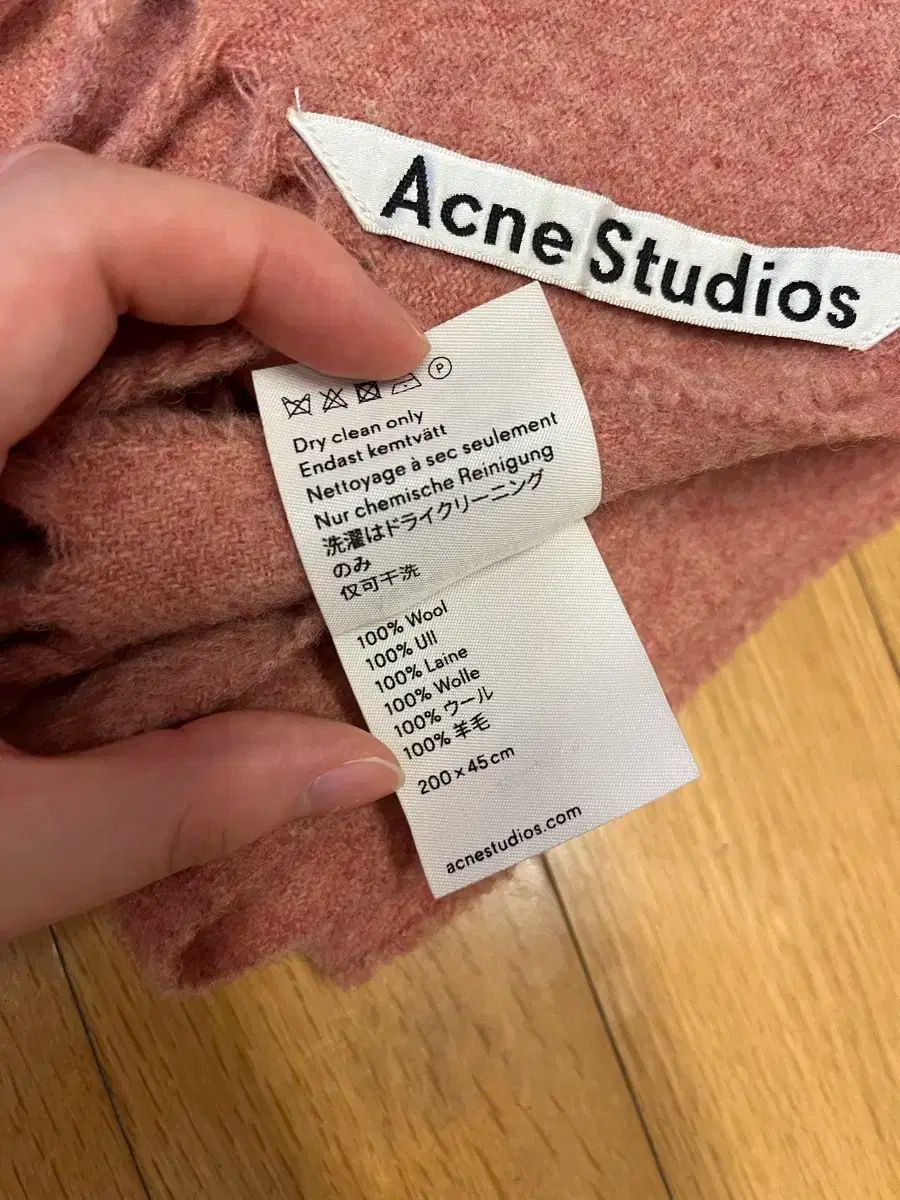 Acne Studios
P
Dry clean only
Endast kemtvätt
Nettoyage à sec seulement
Nur chemische Reinigung
洗濯はドライクリーニング
のみ
仅可干洗
100% Wool
100% Ull
100% Laine
100% Wolle
100% ウール
100% 羊毛
200 × 45 cm
acnestudios.com